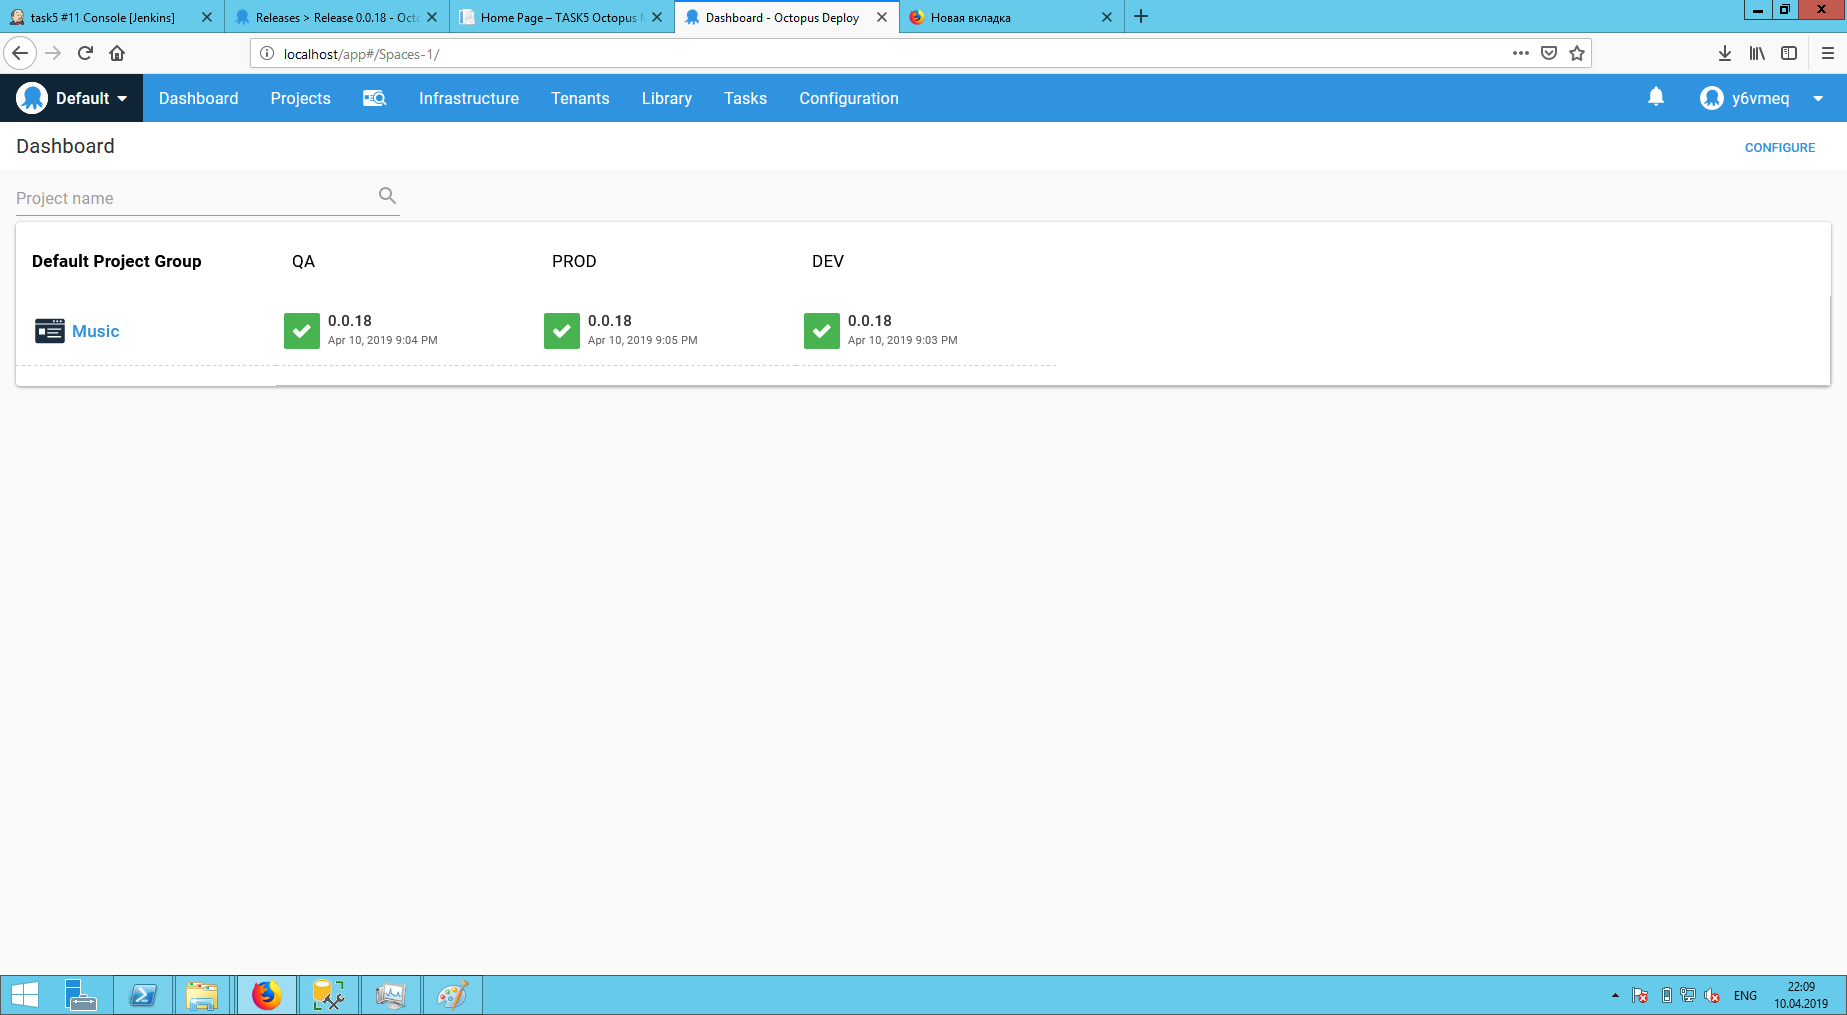 task5 #11 Console [Jenkins]
Releases > Release 0.0.18 - Octo
Home Page – TASK5 Octopus M
Dashboard - Octopus Deploy
Новая вкладка
localhost/app#/Spaces-1/
Default
Dashboard
Projects
Infrastructure
Tenants
Library
Tasks
Configuration
y6vmeq
Dashboard
CONFIGURE
Project name
Default Project Group
QA
PROD
DEV
Music
0.0.18
Apr 10, 2019 9:04 PM
0.0.18
Apr 10, 2019 9:05 PM
0.0.18
Apr 10, 2019 9:03 PM
ENG
22:09
10.04.2019